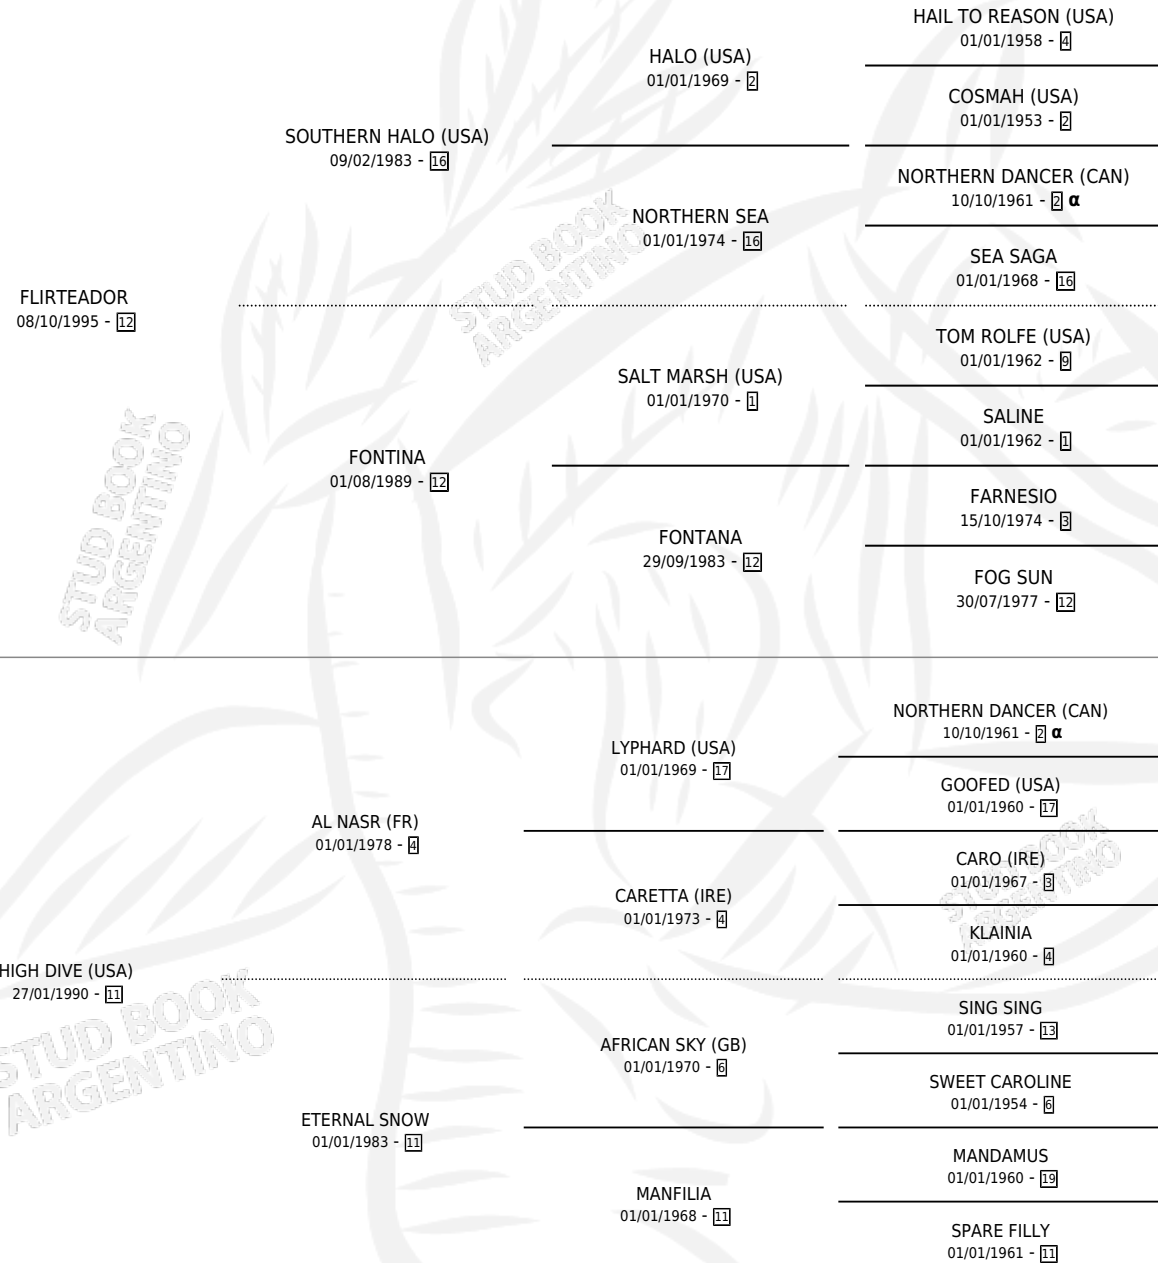 HAIL TO REASON (USA)
01/01/1958 - 4
HALO (USA)
01/01/1969 - 2
COSMAH (USA)
01/01/1953 - 2
SOUTHERN HALO (USA)
09/02/1983 - 16
NORTHERN DANCER (CAN)
10/10/1961 - 2 α
NORTHERN SEA
01/01/1974 - 16
SEA SAGA
01/01/1968 - 16
FLIRTEADOR
08/10/1995 - 12
TOM ROLFE (USA)
01/01/1962 - 9
SALT MARSH (USA)
01/01/1970 - 1
SALINE
01/01/1962 - 1
FONTINA
01/08/1989 - 12
FARNESIO
15/10/1974 - 3
FONTANA
29/09/1983 - 12
FOG SUN
30/07/1977 - 12
NORTHERN DANCER (CAN)
10/10/1961 - 2 α
LYPHARD (USA)
01/01/1969 - 17
GOOFED (USA)
01/01/1960 - 17
AL NASR (FR)
01/01/1978 - 4
CARO (IRE)
01/01/1967 - 3
CARETTA (IRE)
01/01/1973 - 4
KLAINIA
01/01/1960 - 4
HIGH DIVE (USA)
27/01/1990 - 11
SING SING
01/01/1957 - 13
AFRICAN SKY (GB)
01/01/1970 - 6
SWEET CAROLINE
01/01/1954 - 6
ETERNAL SNOW
01/01/1983 - 11
MANDAMUS
01/01/1960 - 19
MANFILIA
01/01/1968 - 11
SPARE FILLY
01/01/1961 - 11
STUD BOOK
ARGENTINO
STUD BOOK
ARGENTINO
STUD BOOK
ARGENTINO
STUD BOOK
ARGENTINO